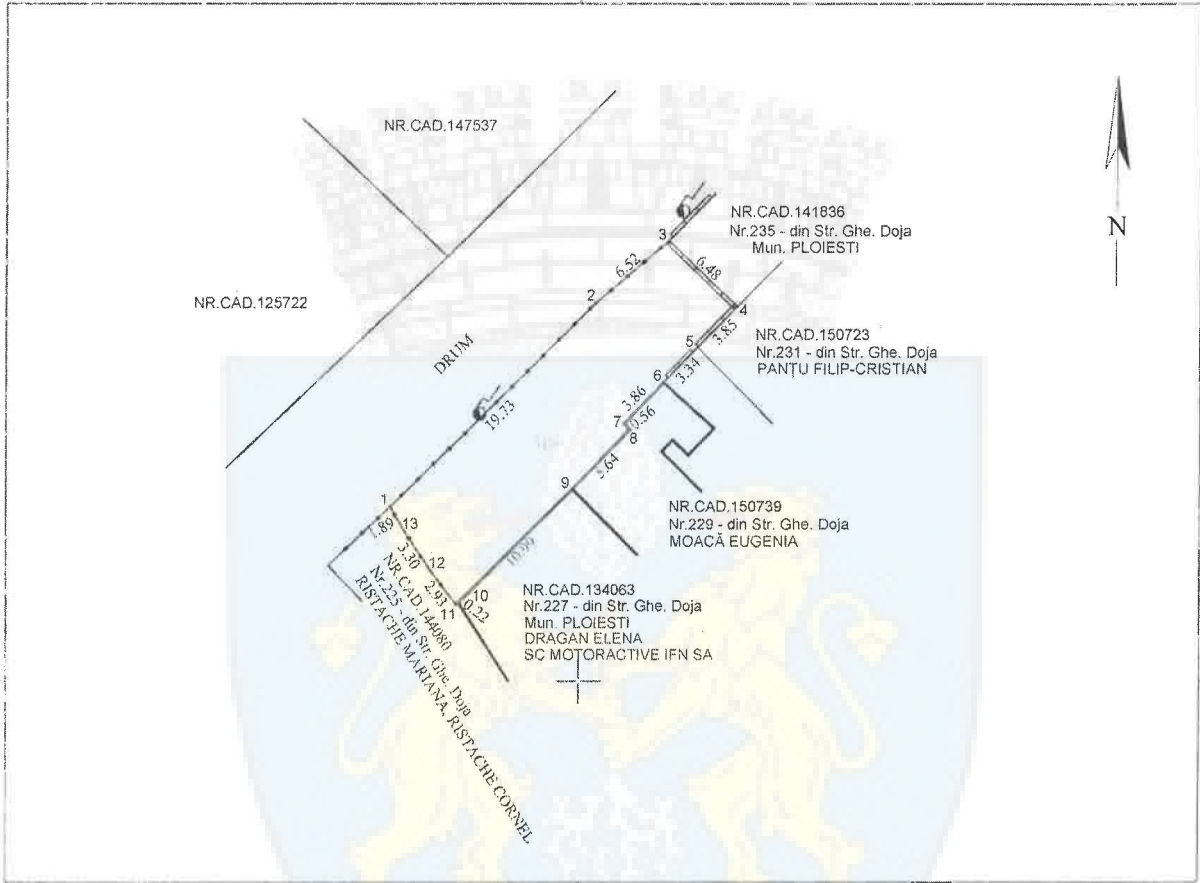 NR.CAD.147537
NR.CAD.141836
Nr.235 - din Str. Ghe. Doja
Mun. PLOIESTI
N
3
6.52
6.48
2
NR.CAD.125722
4
3.85
DRUM
5
NR.CAD.150723
Nr.231 - din Str. Ghe. Doja
PANȚU FILIP-CRISTIAN
3.34
6
3.86
0.56
7
8
19.73
5.64
9
1
1.89
13
3.30
12
2.93
11
10.99
10
0.22
NR.CAD.150739
Nr.229 - din Str. Ghe. Doja
MOACĂ EUGENIA
NR.CAD.134063
Nr.227 - din Str. Ghe. Doja
Mun. PLOIESTI
DRAGAN ELENA
SC MOTORACTIVE IFN SA
NR.CAD.144080
Nr.225 - din Str. Ghe. Doja
RISTACHE MARIANA, RISTACHE CORNEL